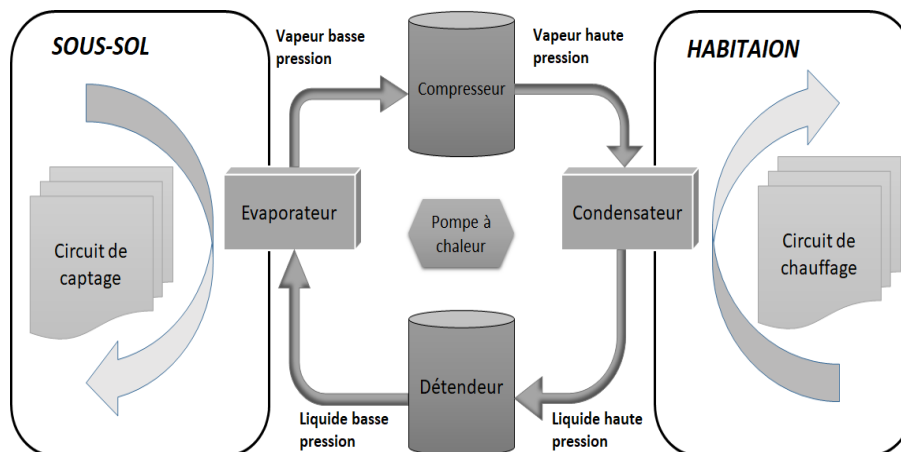 SOUS-SOL
Vapeur basse
pression
Compresseur
Vapeur haute
pression
HABITAION
Circuit de
captage
Evaporateur
Pompe à
chaleur
Condensateur
Circuit de
chauffage
Liquide basse
pression
Détendeur
Liquide haute
pression